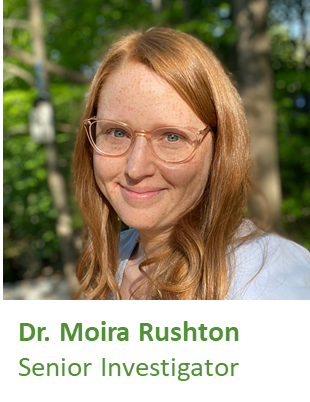 Dr. Moira Rushton
Senior Investigator